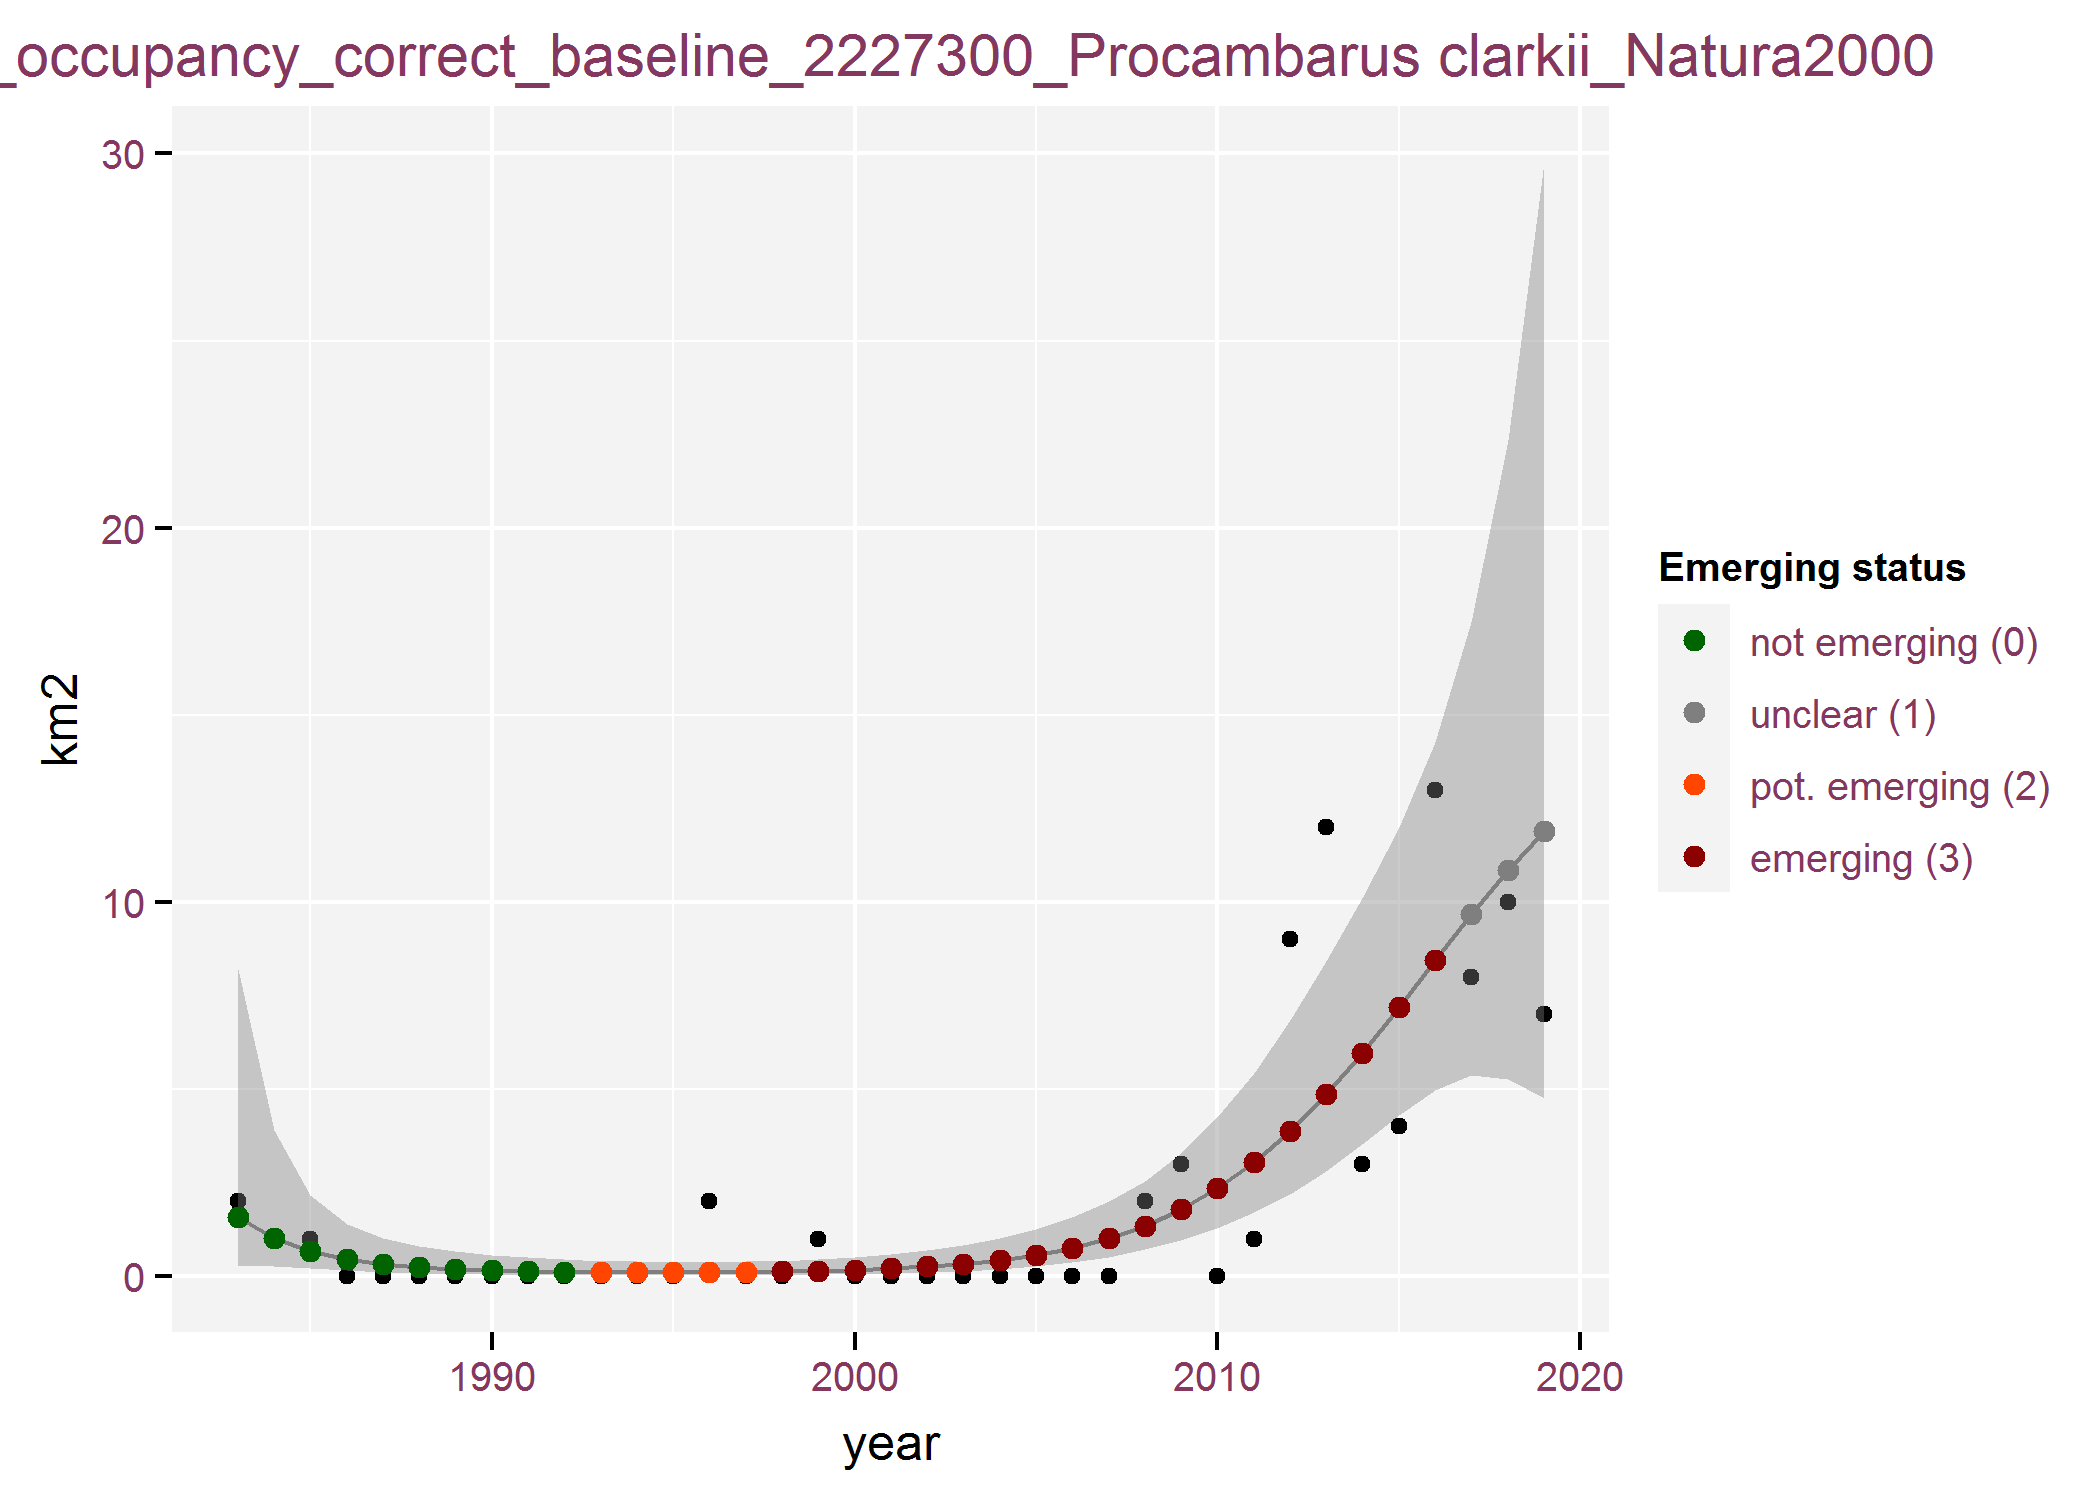 _occupancy_correct_baseline_2227300_Procambarus clarkii_Natura2000
30
20
10
0
km2
1990 2000 2010 2020
year
Emerging status
not emerging (0)
unclear (1)
pot. emerging (2)
emerging (3)